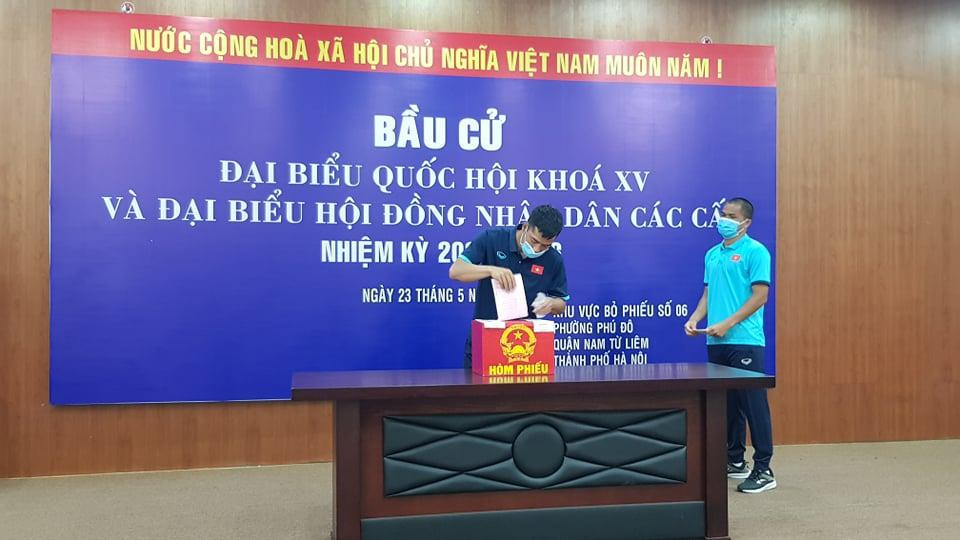 NƯỚC CỘNG HOÀ XÃ HỘI CHỦ NGHĨA VIỆT NAM MUÔN NĂM !
BẦU CỬ
ĐẠI BIỂU QUỐC HỘI KHOÁ XV
VÀ ĐẠI BIỂU HỘI ĐỒNG NHÂN DÂN CÁC
NHIỆM KỲ
NGÀY 23 THÁNG 5
KHU VỰC BỎ PHIẾU SỐ 06
PHƯỜNG PHÚ ĐÔ
QUẬN NAM TỪ LIÊM
THÀNH PHỐ HÀ NỘI
HÒM PHIẾU